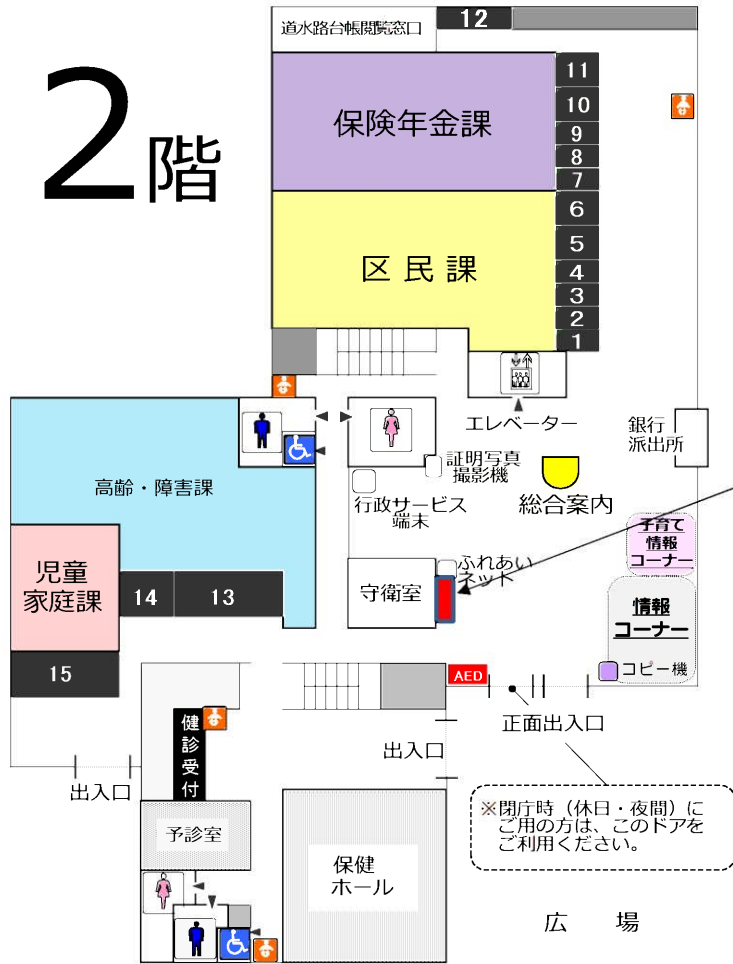 2階
道水路台帳閲覧窓口
12
保険年金課
11
10
9
8
7
区民課
6
5
4
3
2
1
エレベーター
銀行
派出所
証明写真
撮影機
行政サービス
端末
総合案内
高齢・障害課
児童
家庭課
14
13
15
守衛室
ふれあい
ネット
子育て
情報
コーナー
情報
コーナー
コピー機
AED
正面出入口
出入口
出入口
健診受付
予診室
保健
ホール
※閉庁時（休日・夜間）に
ご用の方は、このドアを
ご利用ください。
広場